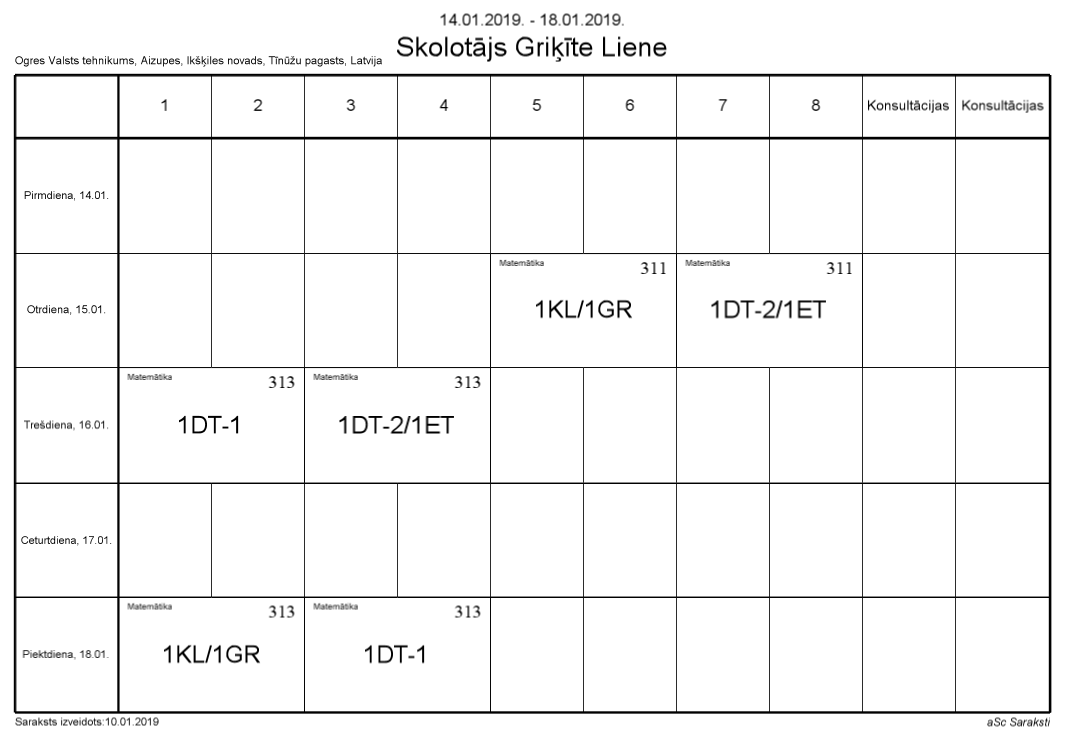 14.01.2019. - 18.01.2019.
Skolotājs Griķīte Liene
Ogres Valsts tehnikums, Aizupes, Ikšķiles novads, Tīnūžu pagasts, Latvija
1 2 3 4 5 6 7 8 Konsultācijas Konsultācijas
Pirmdiena, 14.01.
Matemātika 311 Matemātika 311
Otrdiena, 15.01. 1KL/1GR 1DT-2/1ET
Matemātika 313 Matemātika 313
Trešdiena, 16.01. 1DT-1 1DT-2/1ET
Ceturtdiena, 17.01.
Matemātika 313 Matemātika 313
Piektdiena, 18.01. 1KL/1GR 1DT-1
Saraksts izveidots:10.01.2019 aSc Saraksti